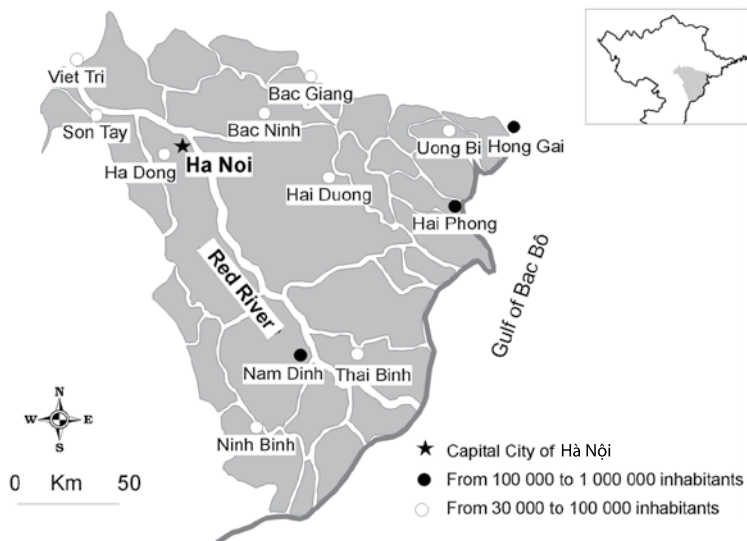 Viet Tri
Bac Giang
Son Tay
Bac Ninh
Uong Bi
Hong Gai
Ha Dong
Ha Noi
Hai Duong
Hai Phong
Red River
Gulf of Bac Bô
Nam Dinh
Thai Binh
N
W
E
S
Ninh Binh
Capital City of Hà Nội
0 Km 50
From 100 000 to 1 000 000 inhabitants
From 30 000 to 100 000 inhabitants